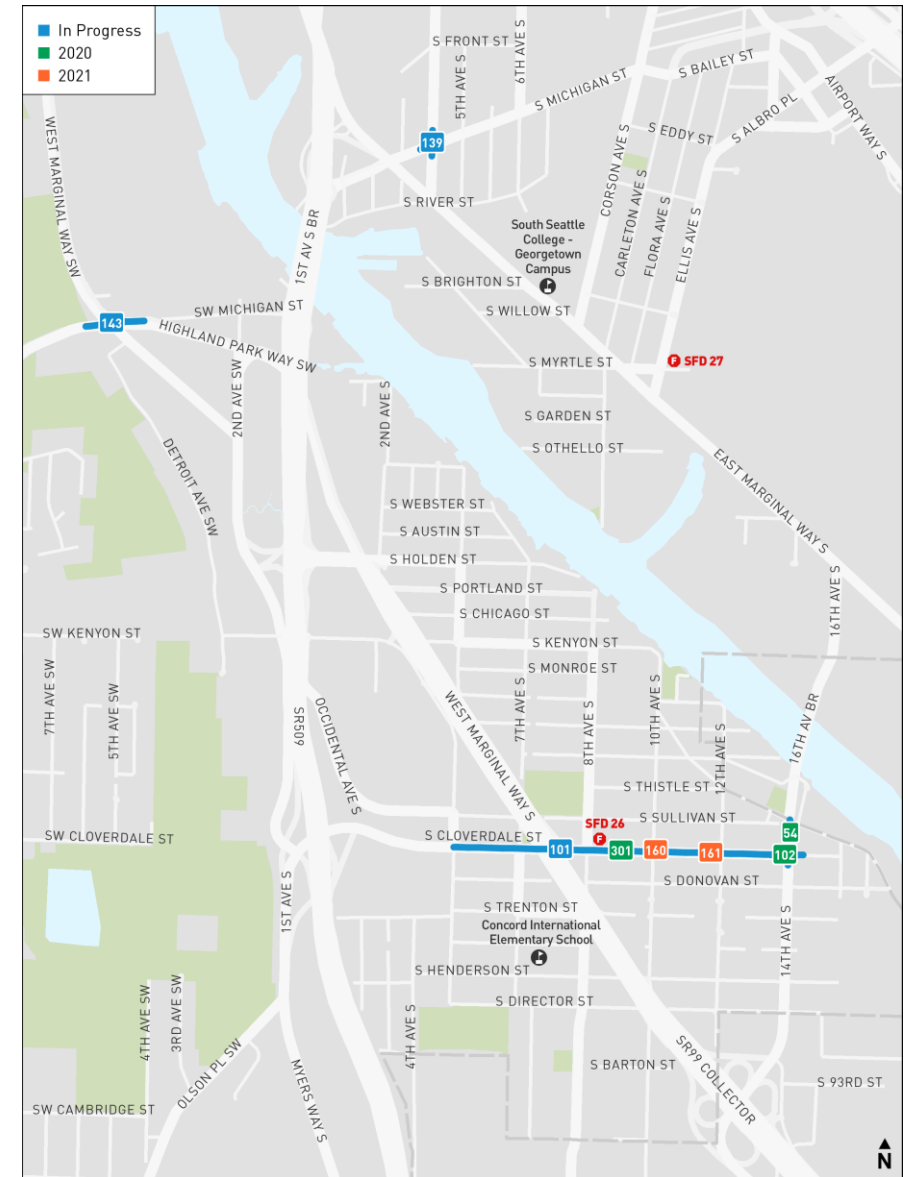 In Progress
2020
2021
S FRONT ST
5TH AVE S
6TH AVE S
S MICHIGAN ST
S BAILEY ST
AIRPORT WAY S
S EDDY ST
S ALBRO PL
WEST MARGINAL WAY SW
139
CORSON AVE S
S RIVER ST
CARLETON AVE S
FLORA AVE S
ELLIS AVE S
1ST AV S BR
South Seattle
College -
Georgetown
Campus
S BRIGHTON ST
S WILLOW ST
SW MICHIGAN ST
143
HIGHLAND PARK WAY SW
S MYRTLE ST
SFD 27
F
2ND AVE SW
2ND AVE S
S GARDEN ST
S OTHELLO ST
DETROIT AVE SW
EAST MARGINAL WAY S
S WEBSTER ST
S AUSTIN ST
S HOLDEN ST
S PORTLAND ST
S CHICAGO ST
16TH AVE S
SW KENYON ST
S KENYON ST
S MONROE ST
7TH AVE SW
5TH AVE SW
SR509
OCCIDENTAL AVE S
WEST MARGINAL WAY S
7TH AVE S
8TH AVE S
10TH AVE S
12TH AVE S
16TH AV BR
S THISTLE ST
S SULLIVAN ST
SFD 26
F
SW CLOVERDALE ST
S CLOVERDALE ST
101
301
160
161
54
102
S DONOVAN ST
1ST AVE S
S TRENTON ST
Concord International
Elementary School
14TH AVE S
S HENDERSON ST
S DIRECTOR ST
4TH AVE SW
3RD AVE SW
4TH AVE S
OLSON PL SW
MYERS WAY S
S BARTON ST
SR99 COLLECTOR
S 93RD ST
SW CAMBRIDGE ST
N